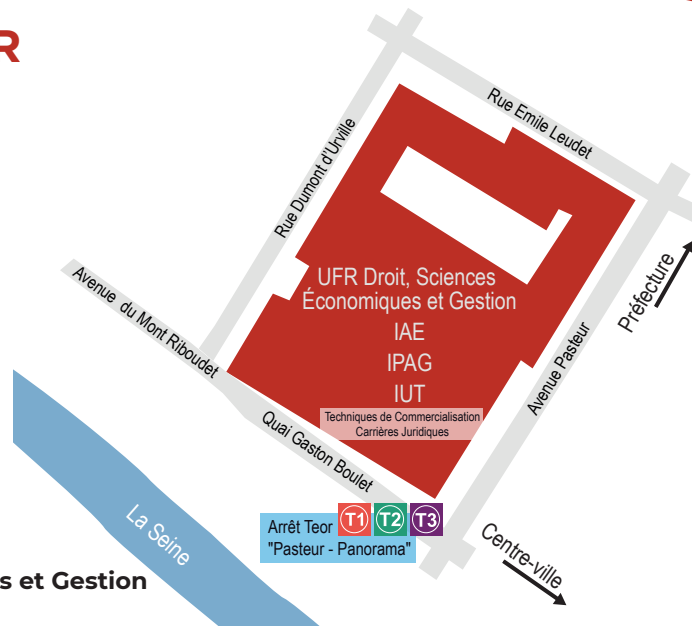 R
Rue Emile Leudet
Rue Dumont d'Urville
UFR Droit, Sciences
Économiques et Gestion
IAE
IPAG
IUT
Techniques de Commercialisation
Carrières Juridiques
Préfecture
Avenue Pasteur
Avenue du Mont Riboudet
Quai Gaston Boulet
La Seine
Arrêt Teor T1 T2 T3
"Pasteur - Panorama"
Centre-ville
s et Gestion